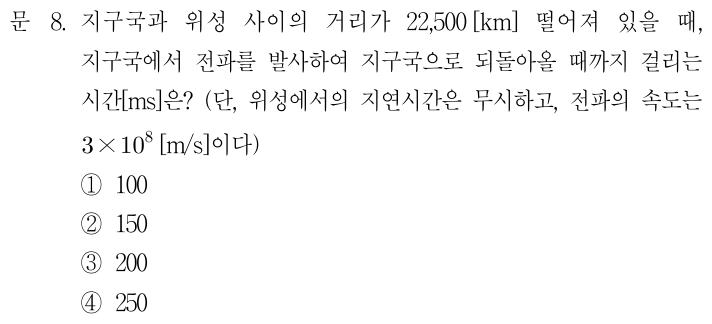 문 8. 지구국과 위성 사이의 거리가 22,500 [km] 떨어져 있을 때,
지구국에서 전파를 발사하여 지구국으로 되돌아올 때까지 걸리는
시간[ms]은? (단, 위성에서의 지연시간은 무시하고, 전파의 속도는
3×10⁸ [m/s]이다)
① 100
② 150
③ 200
④ 250